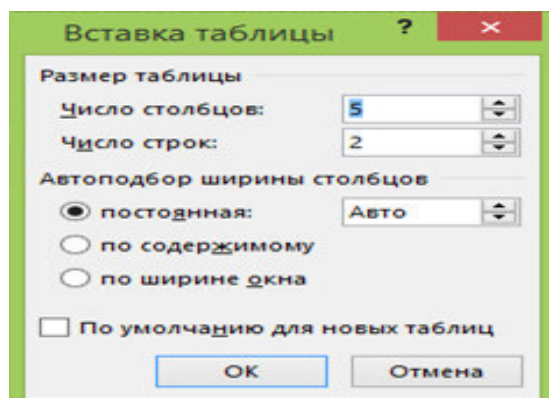 Вставка таблицы ? ×
Размер таблицы
Число столбцов: 5
Число строк: 2
Автоподбор ширины столбцов
постоянная: Авто
по содержимому
по ширине окна
По умолчанию для новых таблиц
ОК Отмена